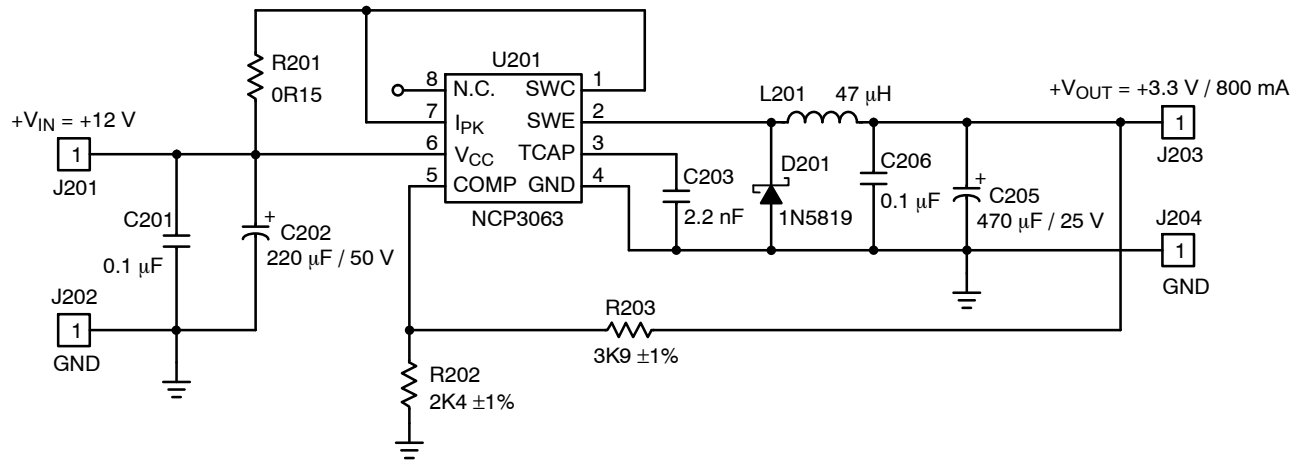 R201
0R15
U201
8 N.C. SWC 1
7 IPK SWE 2
6 VCC TCAP 3
5 COMP GND 4
NCP3063
+VIN = +12 V
1
J201
C201
0.1 μF
+
C202
220 μF / 50 V
J202
1
GND
L201 47 μH
+VOUT = +3.3 V / 800 mA
1
J203
C203
2.2 nF
D201
1N5819
C206
0.1 μF
+
C205
470 μF / 25 V
J204
1
GND
R203
3K9 ±1%
R202
2K4 ±1%